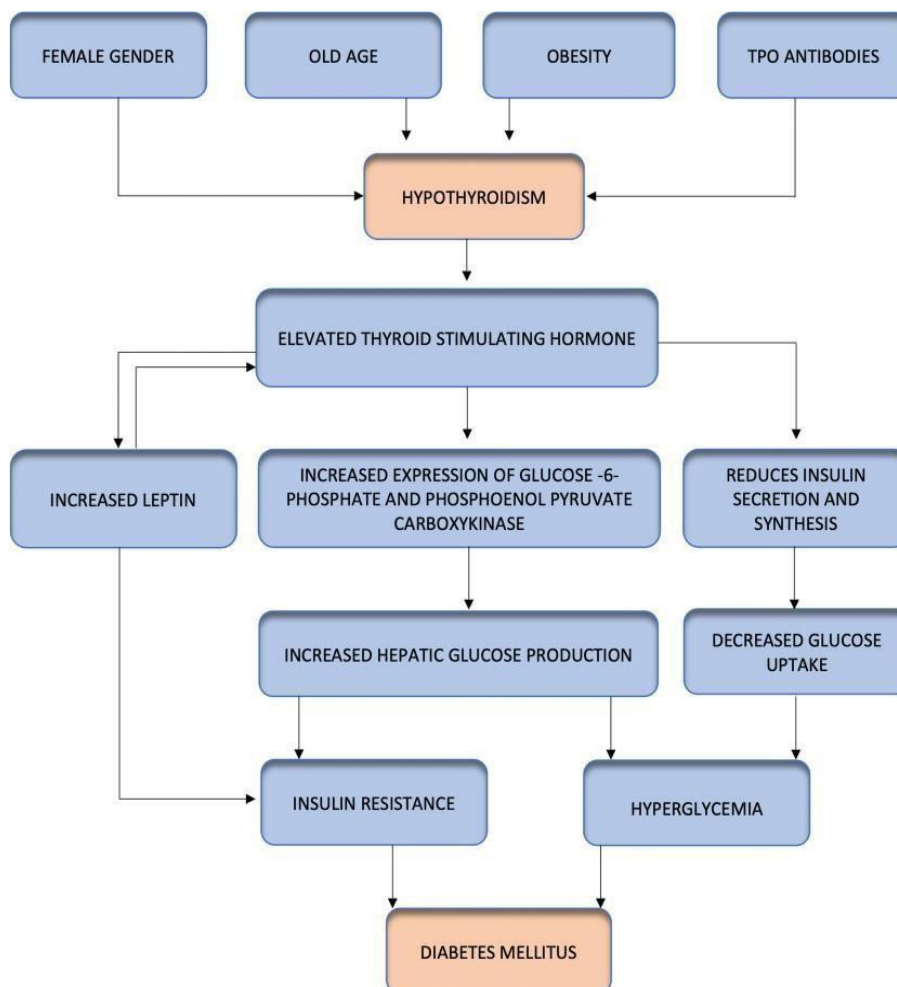 FEMALE GENDER
OLD AGE
OBESITY
TPO ANTIBODIES
HYPOTHYROIDISM
ELEVATED THYROID STIMULATING HORMONE
INCREASED LEPTIN
INCREASED EXPRESSION OF GLUCOSE -6-
PHOSPHATE AND PHOSPHOENOL PYRUVATE
CARBOXYKINASE
REDUCES INSULIN
SECRETION AND
SYNTHESIS
INCREASED HEPATIC GLUCOSE PRODUCTION
DECREASED GLUCOSE
UPTAKE
INSULIN RESISTANCE
HYPERGLYCEMIA
DIABETES MELLITUS